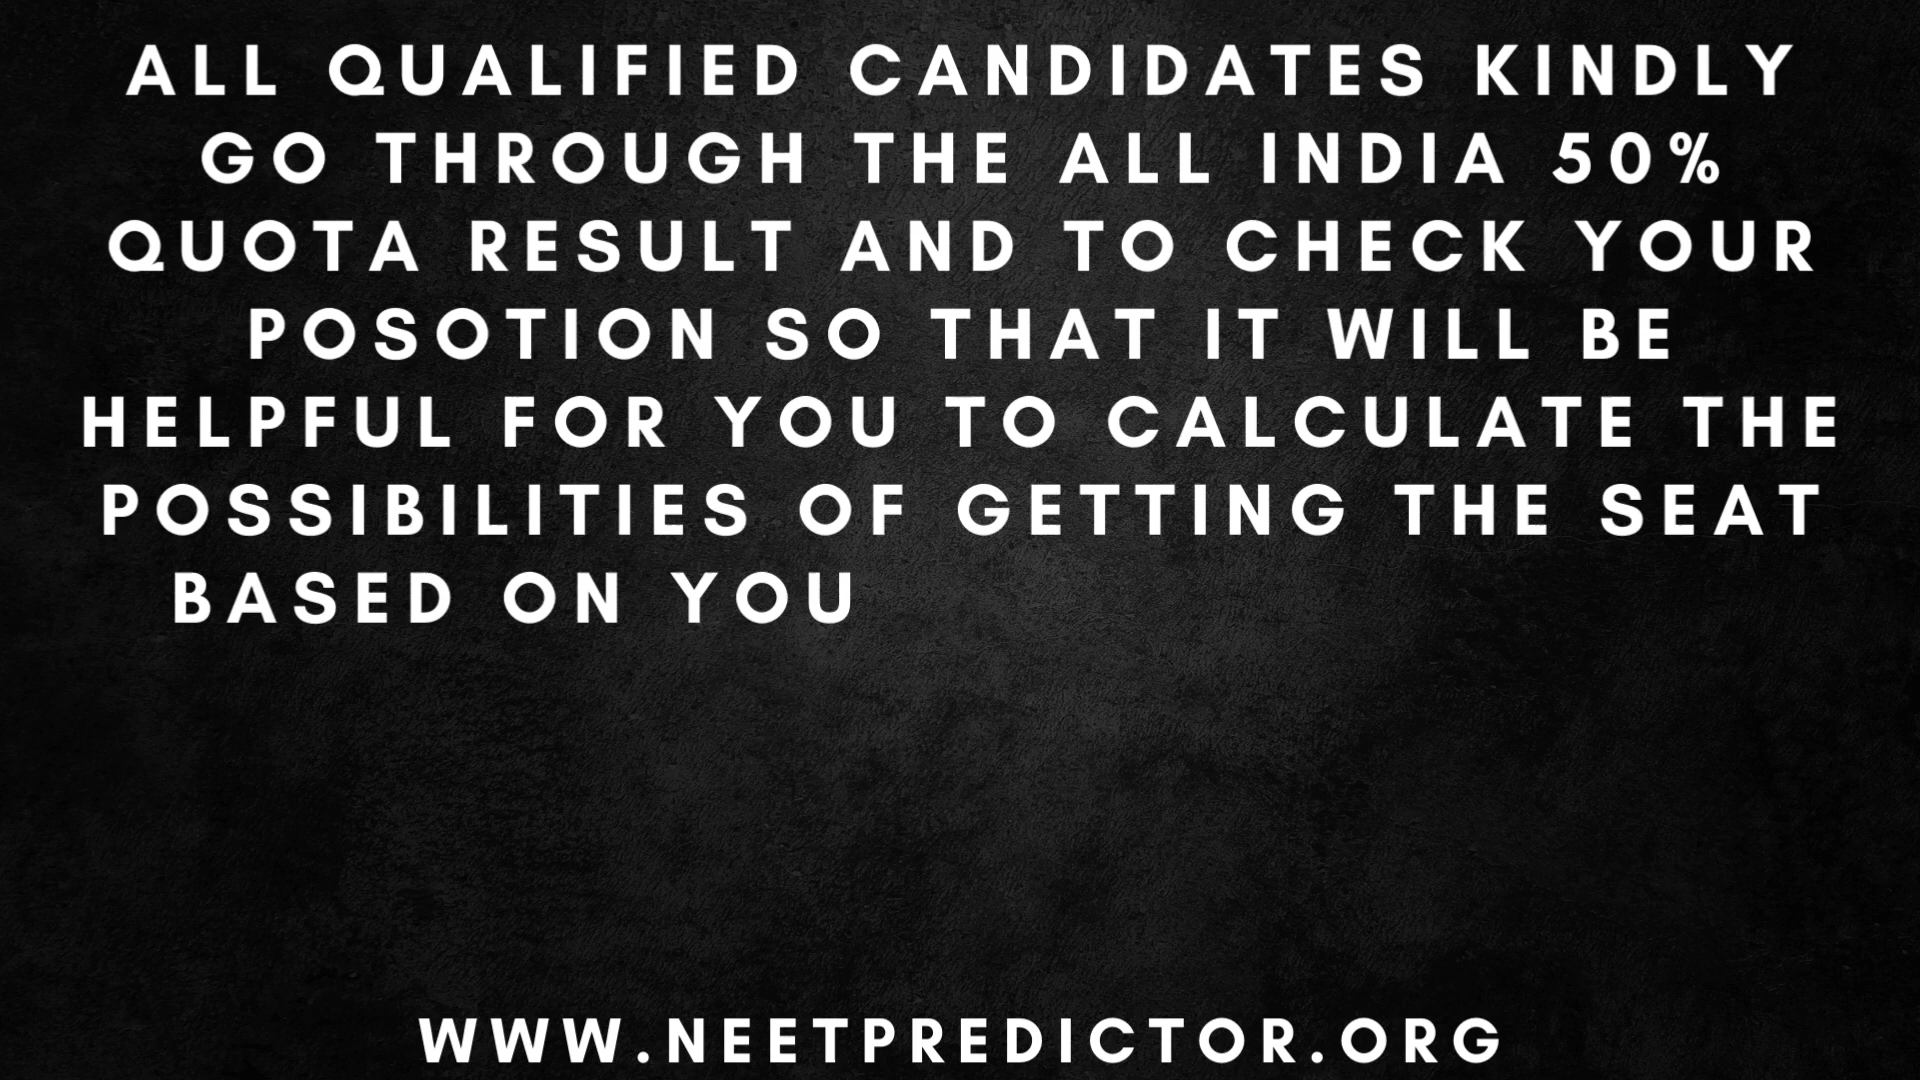 ALL QUALIFIED CANDIDATES KINDLY
GO THROUGH THE ALL INDIA 50%
QUOTA RESULT AND TO CHECK YOUR
POSOTION SO THAT IT WILL BE
HELPFUL FOR YOU TO CALCULATE THE
POSSIBILITIES OF GETTING THE SEAT
BASED ON YOU
WWW.NEETPREDICTOR.ORG